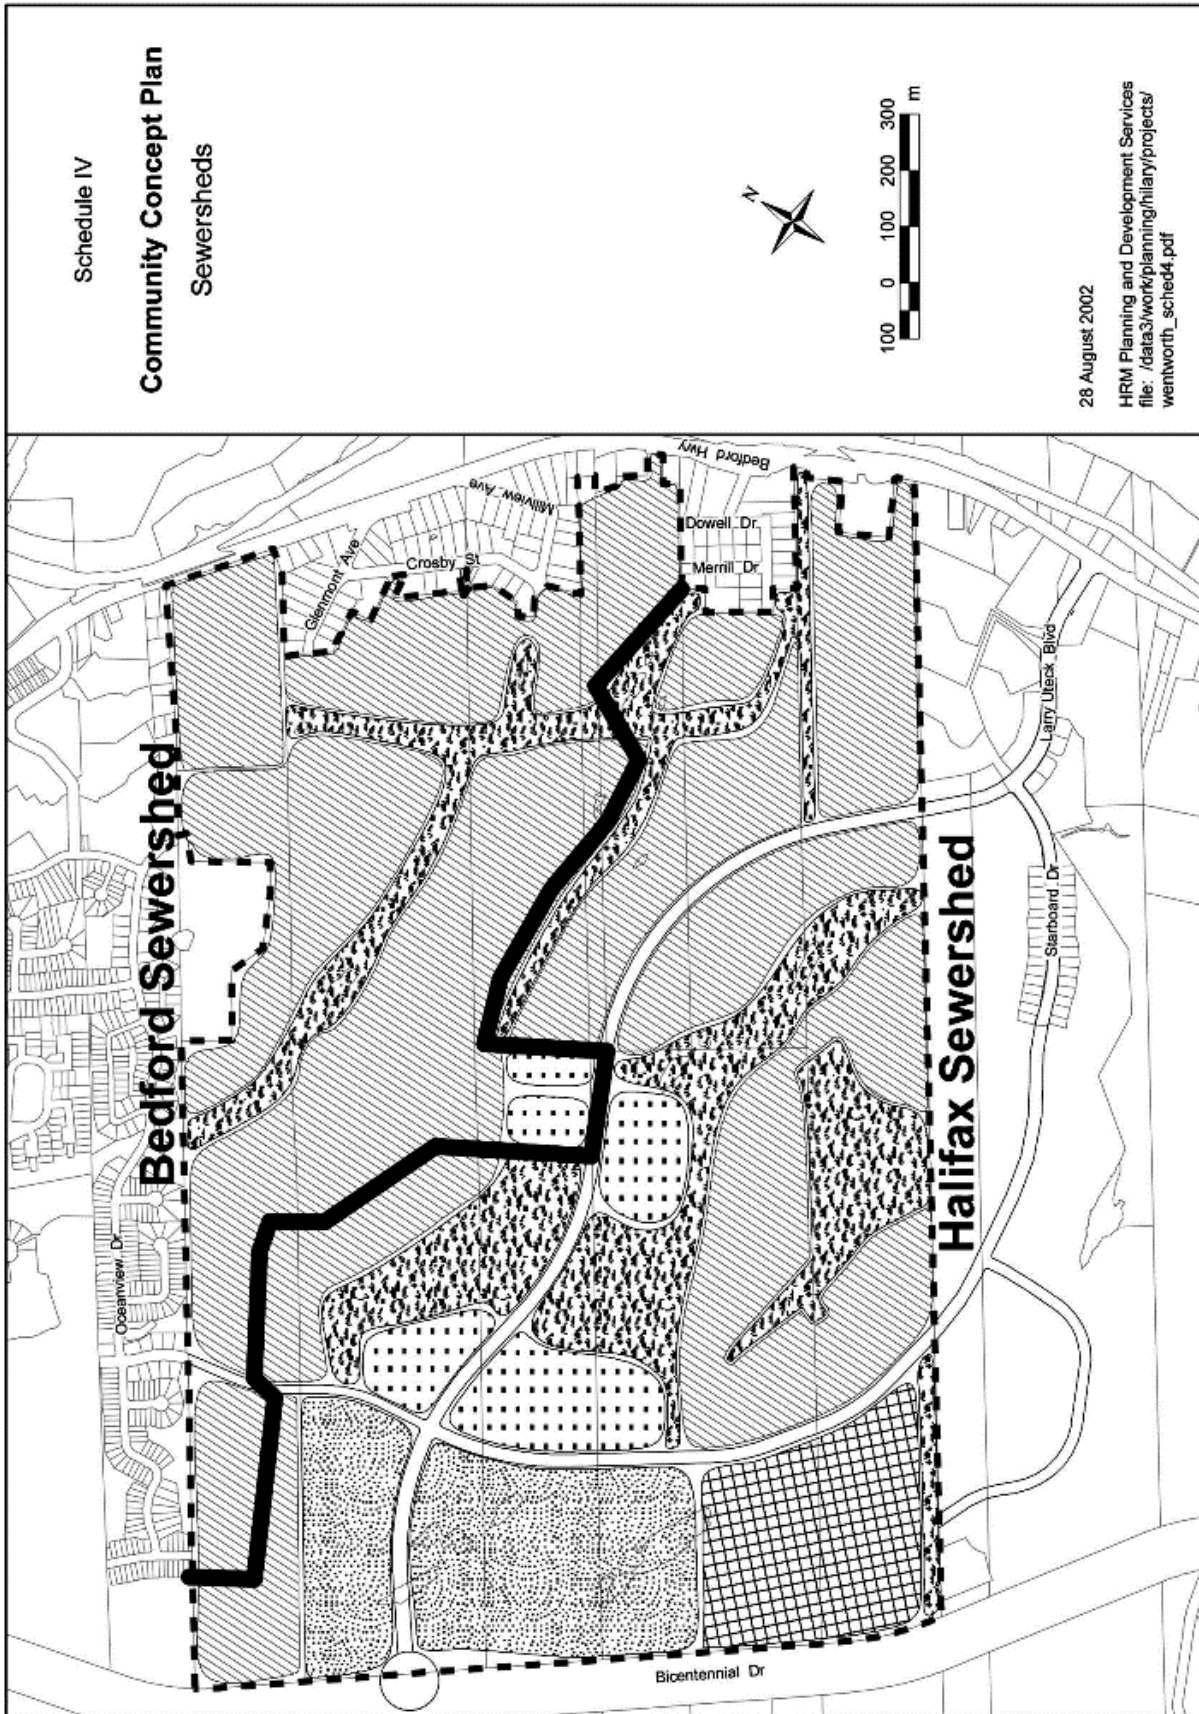 Schedule IV
Community Concept Plan
Sewersheds
N
100 0 100 200 300
m
28 August 2002
HRM Planning and Development Services
file: /data3/work/planning/hilary/projects/
wentworth_sched4.pdf
Bedford Hwy
Millview Ave
Dowell Dr
Crosby St
Merrill Dr
Glenmont Ave
Larry Uteck Blvd
Bedford Sewershed
Halifax Sewershed
Starboard Dr
Oceanview Dr
Bicentennial Dr